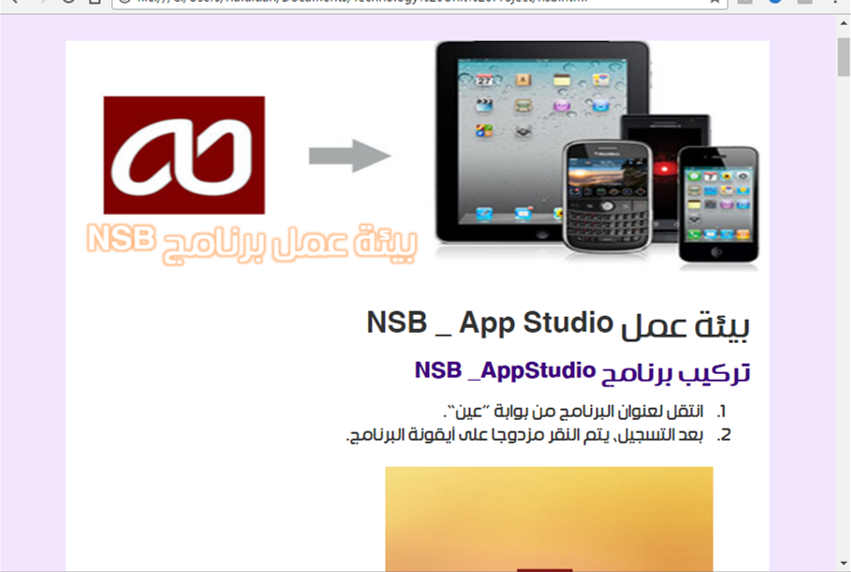 بيئة عمل برنامج NSB
بيئة عمل NSB _ App Studio
تركيب برنامج NSB _AppStudio
1. انتقل لعنوان البرنامج من بوابة "عين".
2. بعد التسجيل، يتم النقر مزدوجا على أيقونة البرنامج.